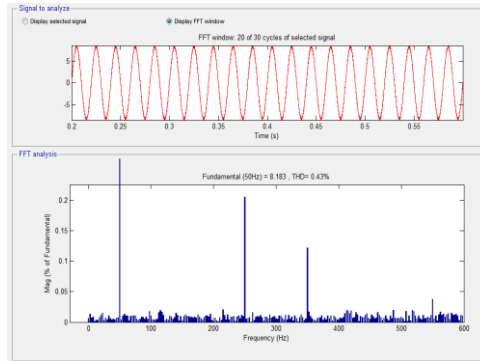 Signal to analyze
Display selected signal
Display FFT window
FFT window: 20 of 30 cycles of selected signal
5
0
-5
0.2 0.25 0.3 0.35 0.4 0.45 0.5 0.55
Time (s)
FFT analysis
Fundamental (50Hz) = 8.183 , THD= 0.43%
Mag (% of Fundamental)
0.2
0.15
0.1
0.05
0
0 100 200 300 400 500 600
Frequency (Hz)